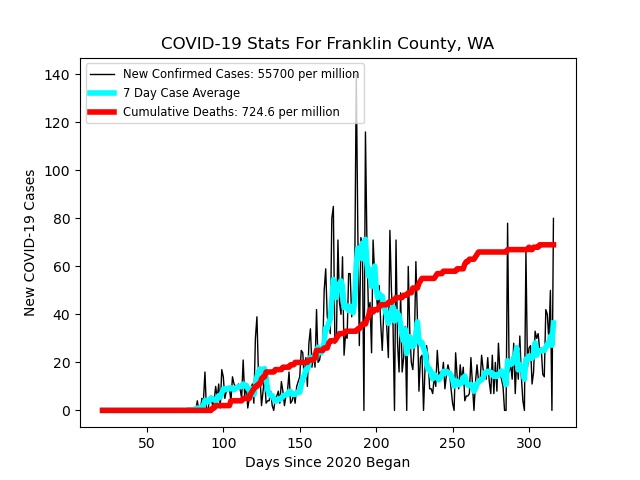 COVID-19 Stats For Franklin County, WA
New Confirmed Cases: 55700 per million
7 Day Case Average
Cumulative Deaths: 724.6 per million
140
120
100
80
60
40
20
0
New COVID-19 Cases
50
100
150
200
250
300
Days Since 2020 Began